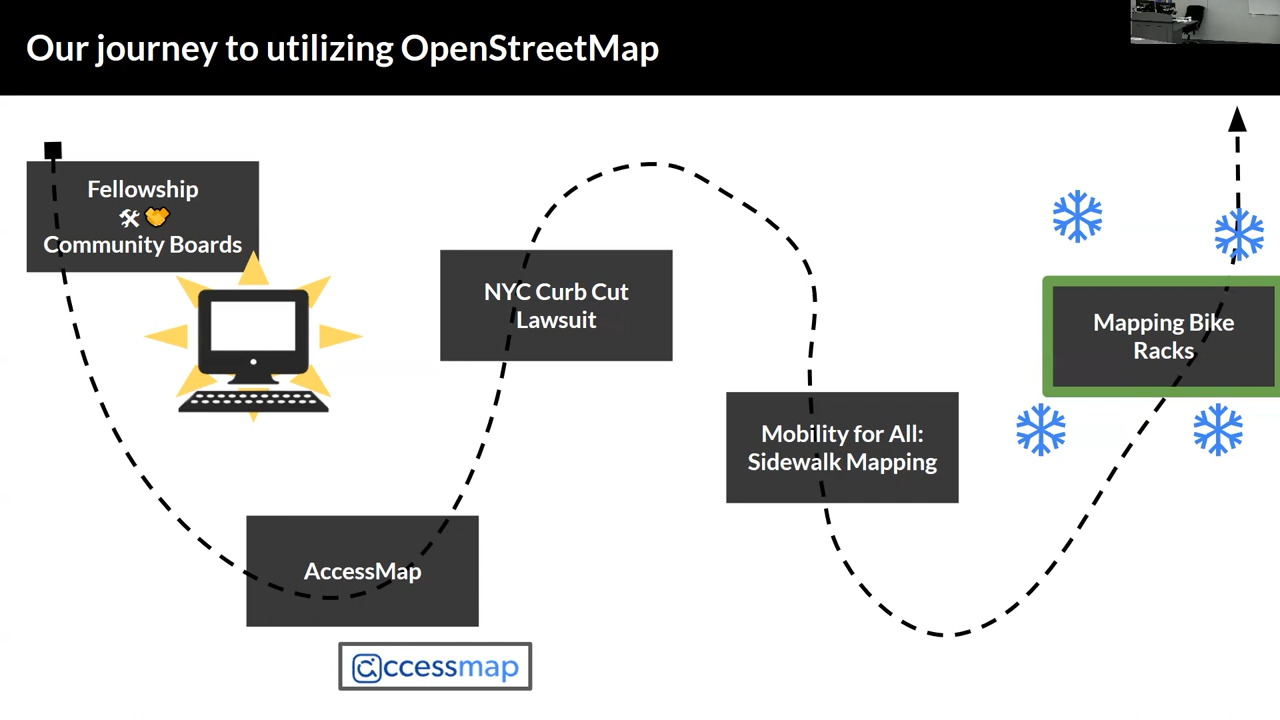 Our journey to utilizing OpenStreetMap
Fellowship
🛠🤝
Community Boards
NYC Curb Cut
Lawsuit
Mapping Bike
Racks
Mobility for All:
Sidewalk Mapping
AccessMap
accessmap